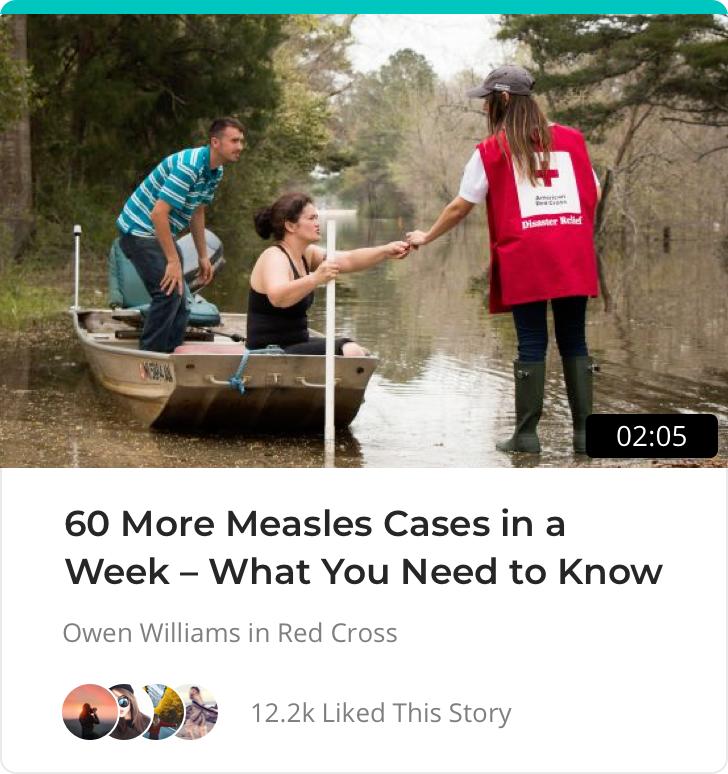 American
Red Cross
Disaster Relief
02:05
60 More Measles Cases in a
Week – What You Need to Know
Owen Williams in Red Cross
12.2k Liked This Story